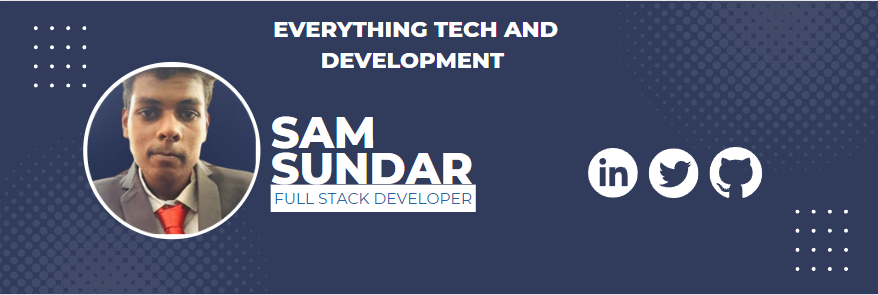 EVERYTHING TECH AND
DEVELOPMENT
SAM
SUNDAR
FULL STACK DEVELOPER